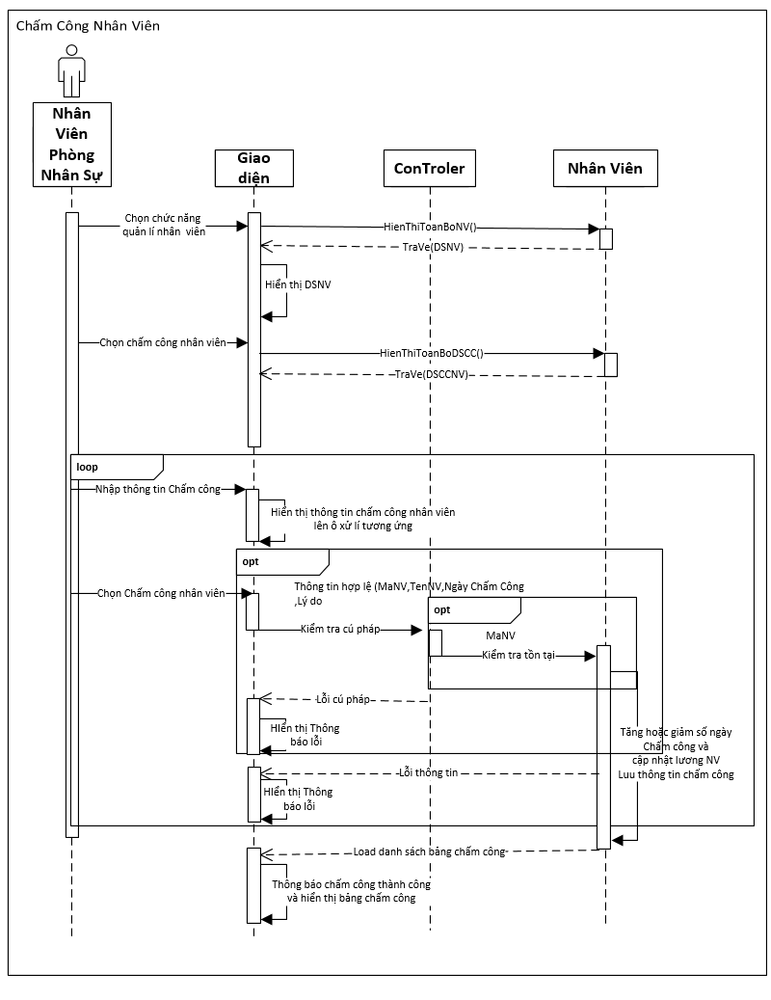 Chấm Công Nhân Viên
Nhân
Viên
Phòng
Nhân Sự
Giao
diện
ConTroler
Nhân Viên
Chọn chức năng
quản lí nhân viên
HienThiToanBoNV()
TraVe(DSNV)
Hiển thị DSNV
Chọn chấm công nhân viên
HienThiToanBoDSCC()
TraVe(DSCCNV)
loop
Nhập thông tin Chấm công
Hiển thị thông tin chấm công nhân viên
lên ô xử lí tương ứng
opt
Chọn Chấm công nhân viên
Thông tin hợp lệ (MaNV,TenNV,Ngày Chấm Công
,Lý do
opt
Kiểm tra cú pháp
MaNV
Kiểm tra tồn tại
Lỗi cú pháp
HIển thị Thông
báo lỗi
Tăng hoặc giảm số ngày
Chấm công và
cập nhật lương NV
Lưu thông tin chấm công
Lỗi thông tin
HIển thị Thông
báo lỗi
Load danh sách bảng chấm công
Thông báo chấm công thành công
và hiển thị bảng chấm công